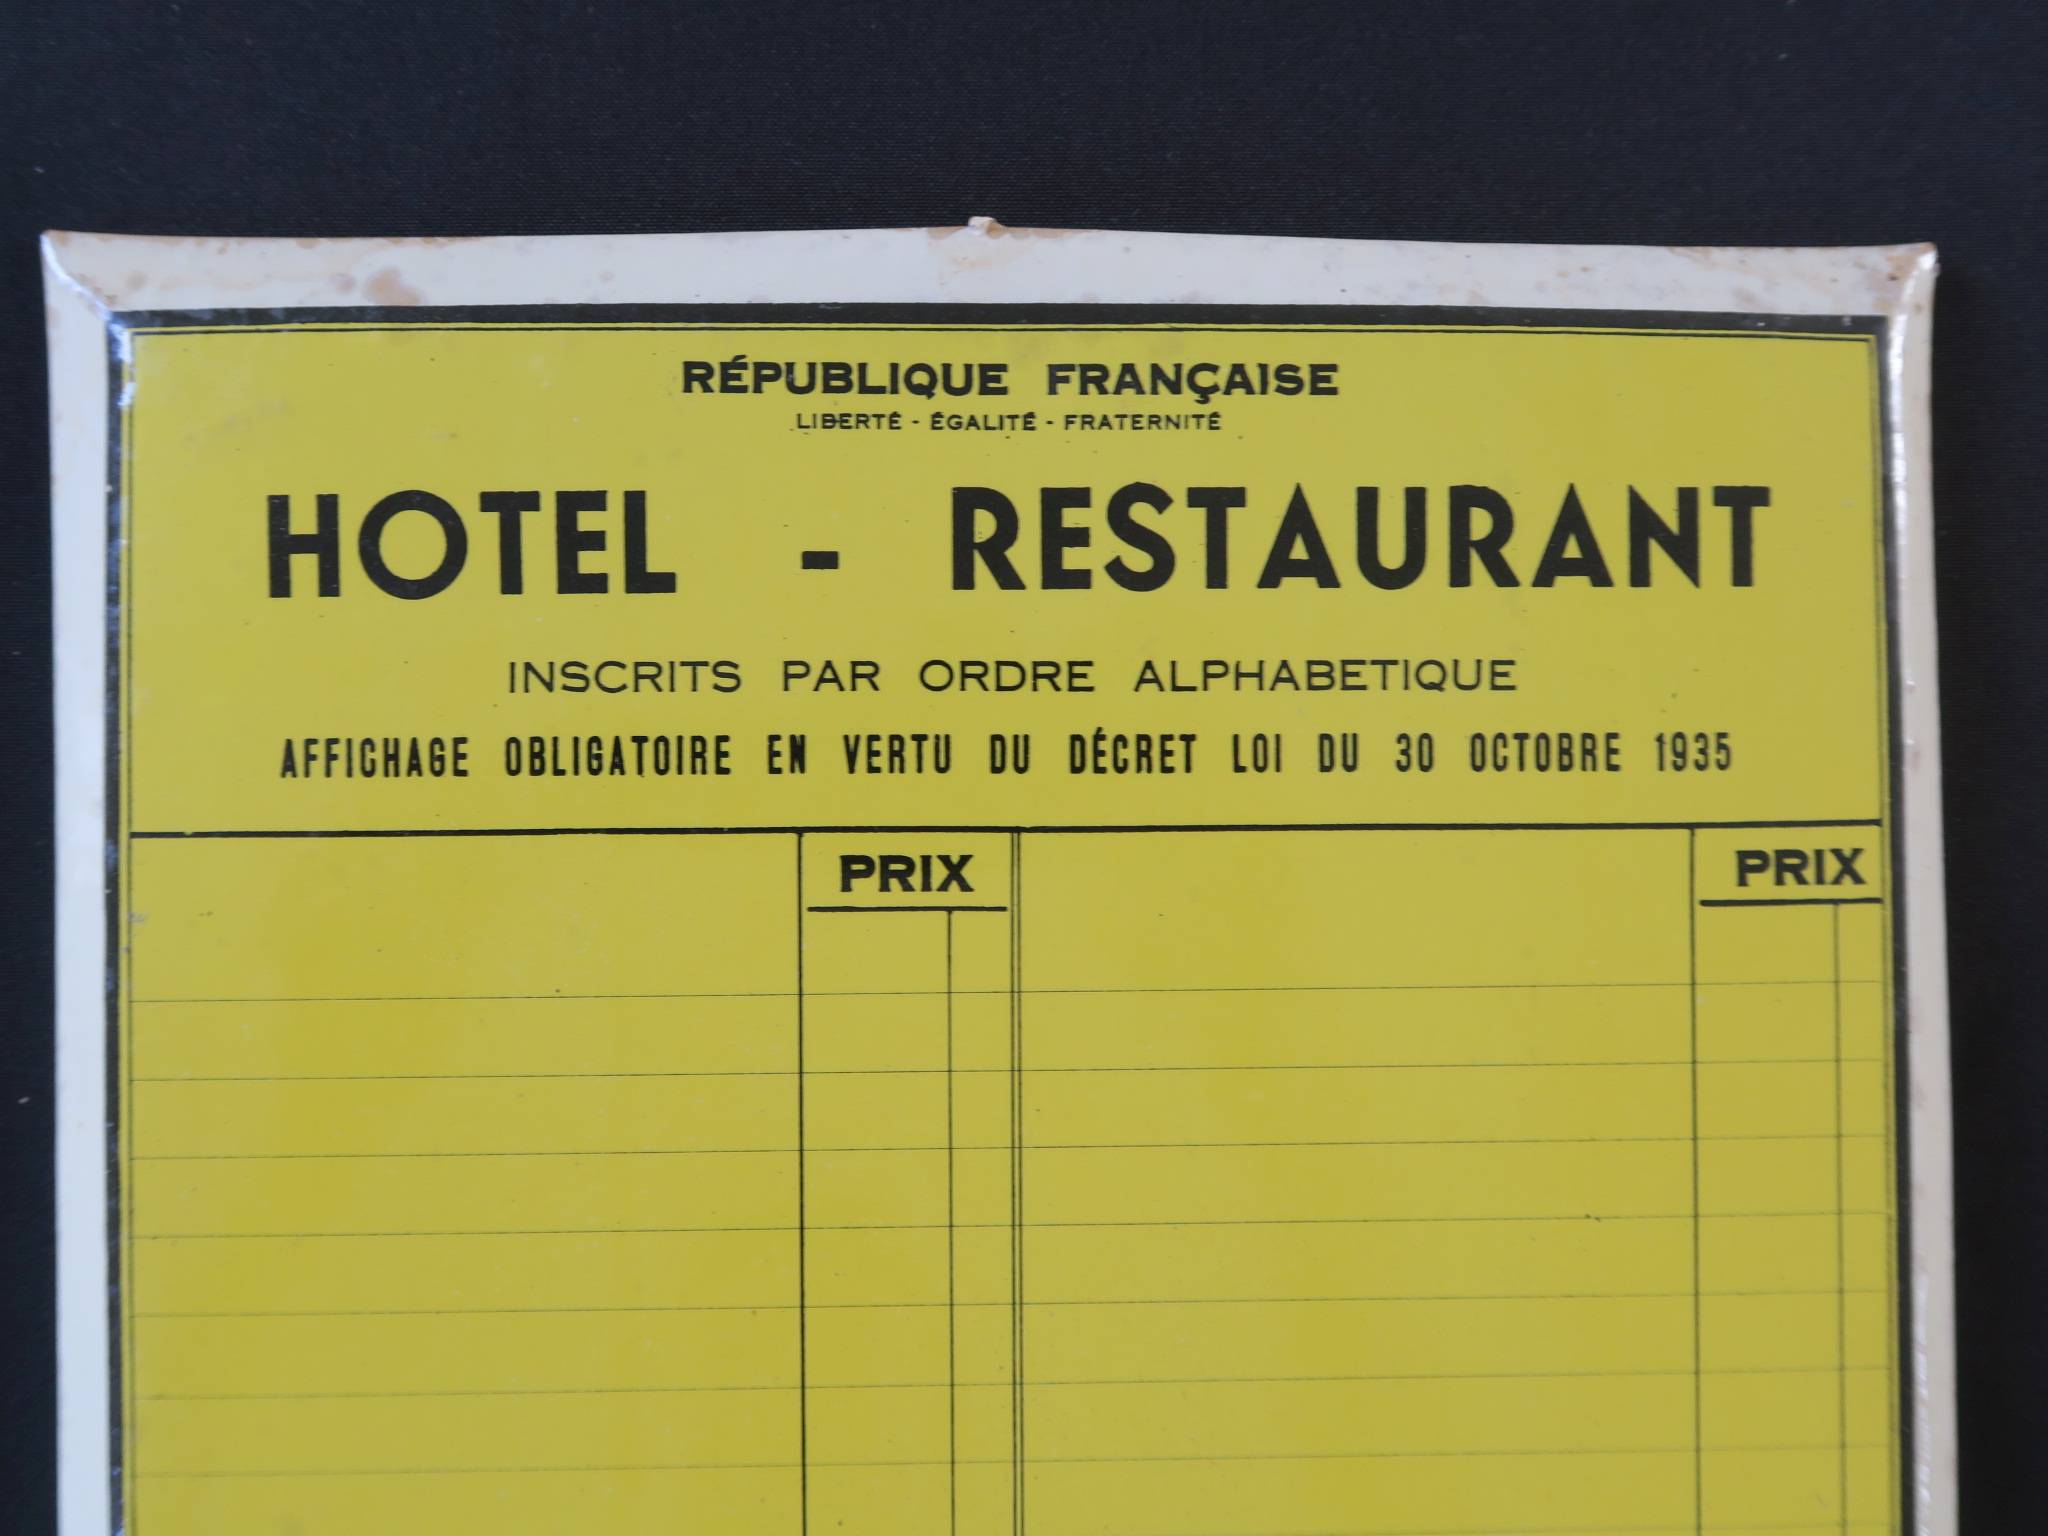 RÉPUBLIQUE FRANÇAISE
LIBERTÉ - ÉGALITÉ - FRATERNITÉ
HOTEL - RESTAURANT
INSCRITS PAR ORDRE ALPHABETIQUE
AFFICHAGE OBLIGATOIRE EN VERTU DU DÉCRET LOI DU 30 OCTOBRE 1935
PRIX PRIX